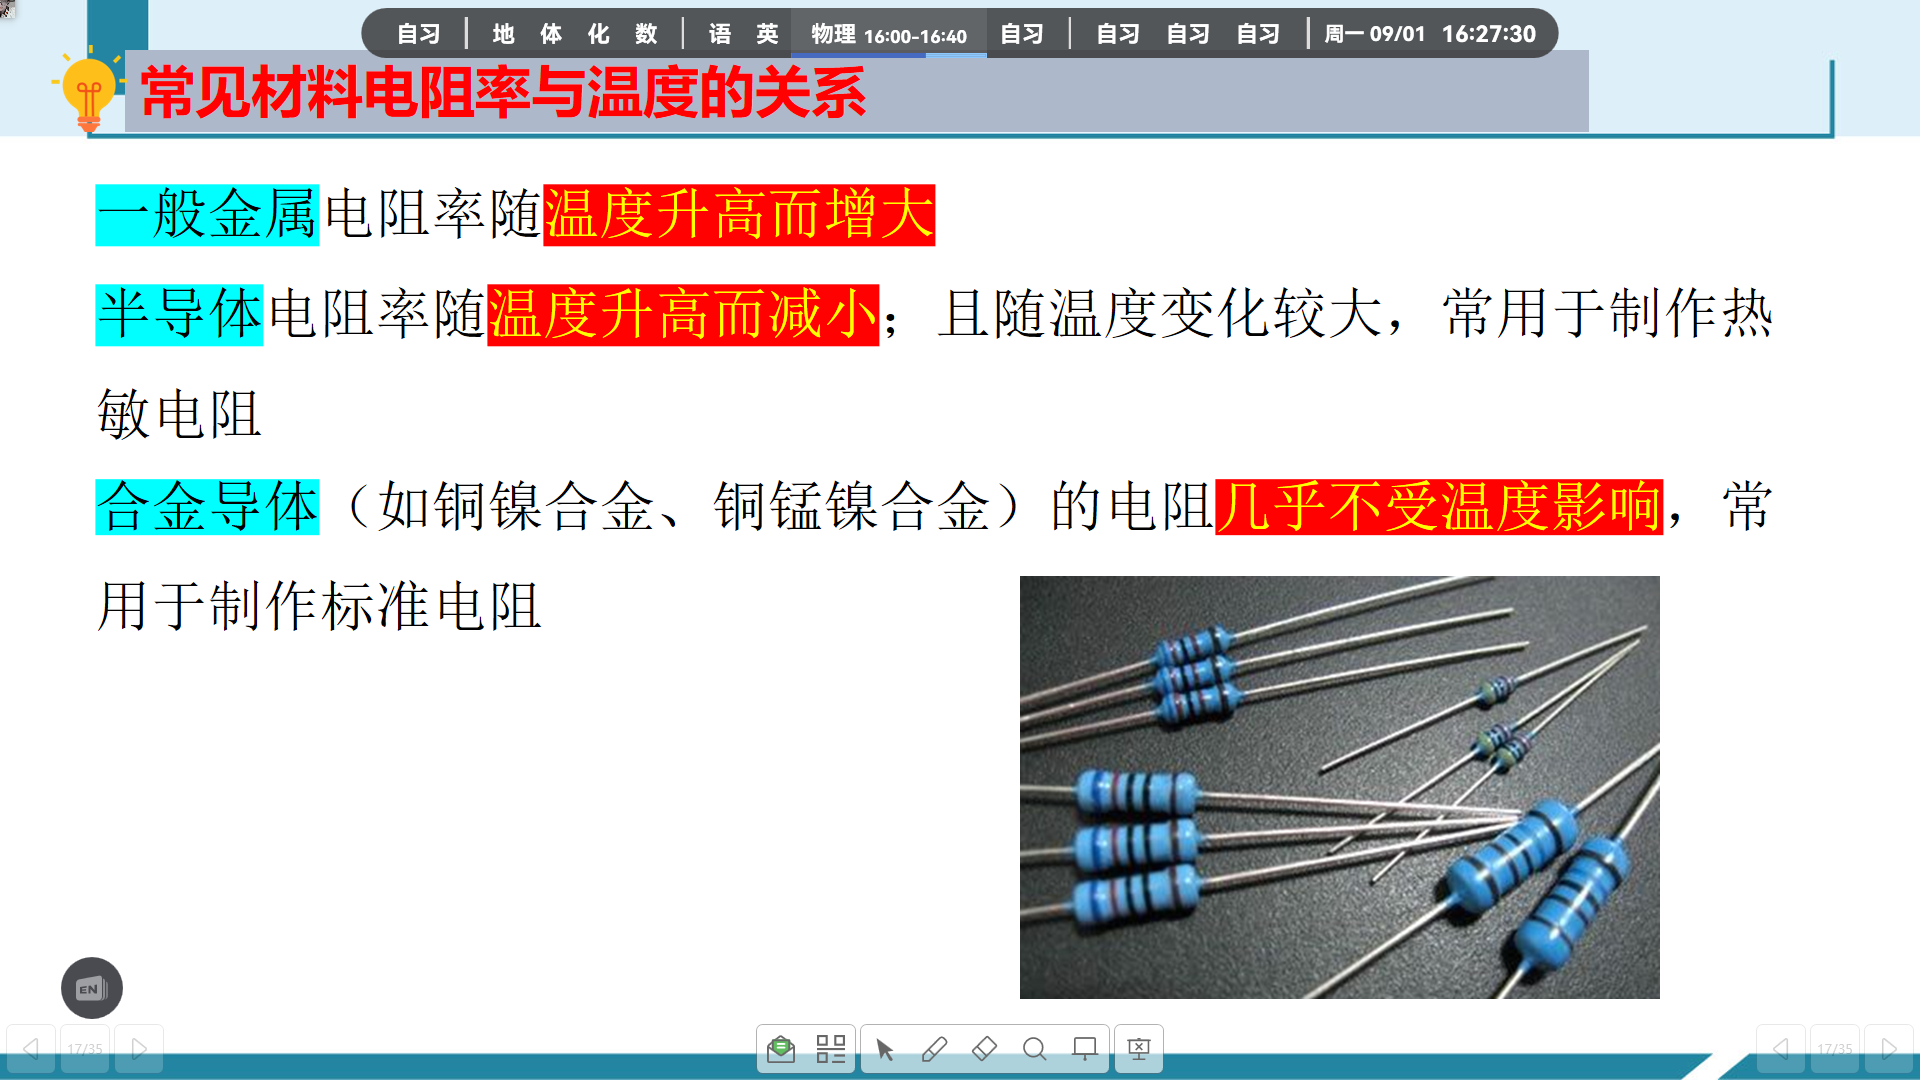 自习 | 地 体 化 数 | 语 英 物理 16:00-16:40 自习 | 自习 自习 自习 | 周一 09/01 16:27:30
常见材料电阻率与温度的关系
一般金属电阻率随温度升高而增大
半导体电阻率随温度升高而减小；且随温度变化较大，常用于制作热
敏电阻
合金导体（如铜镍合金、铜锰镍合金）的电阻几乎不受温度影响，常
用于制作标准电阻
EN
17/35
17/35